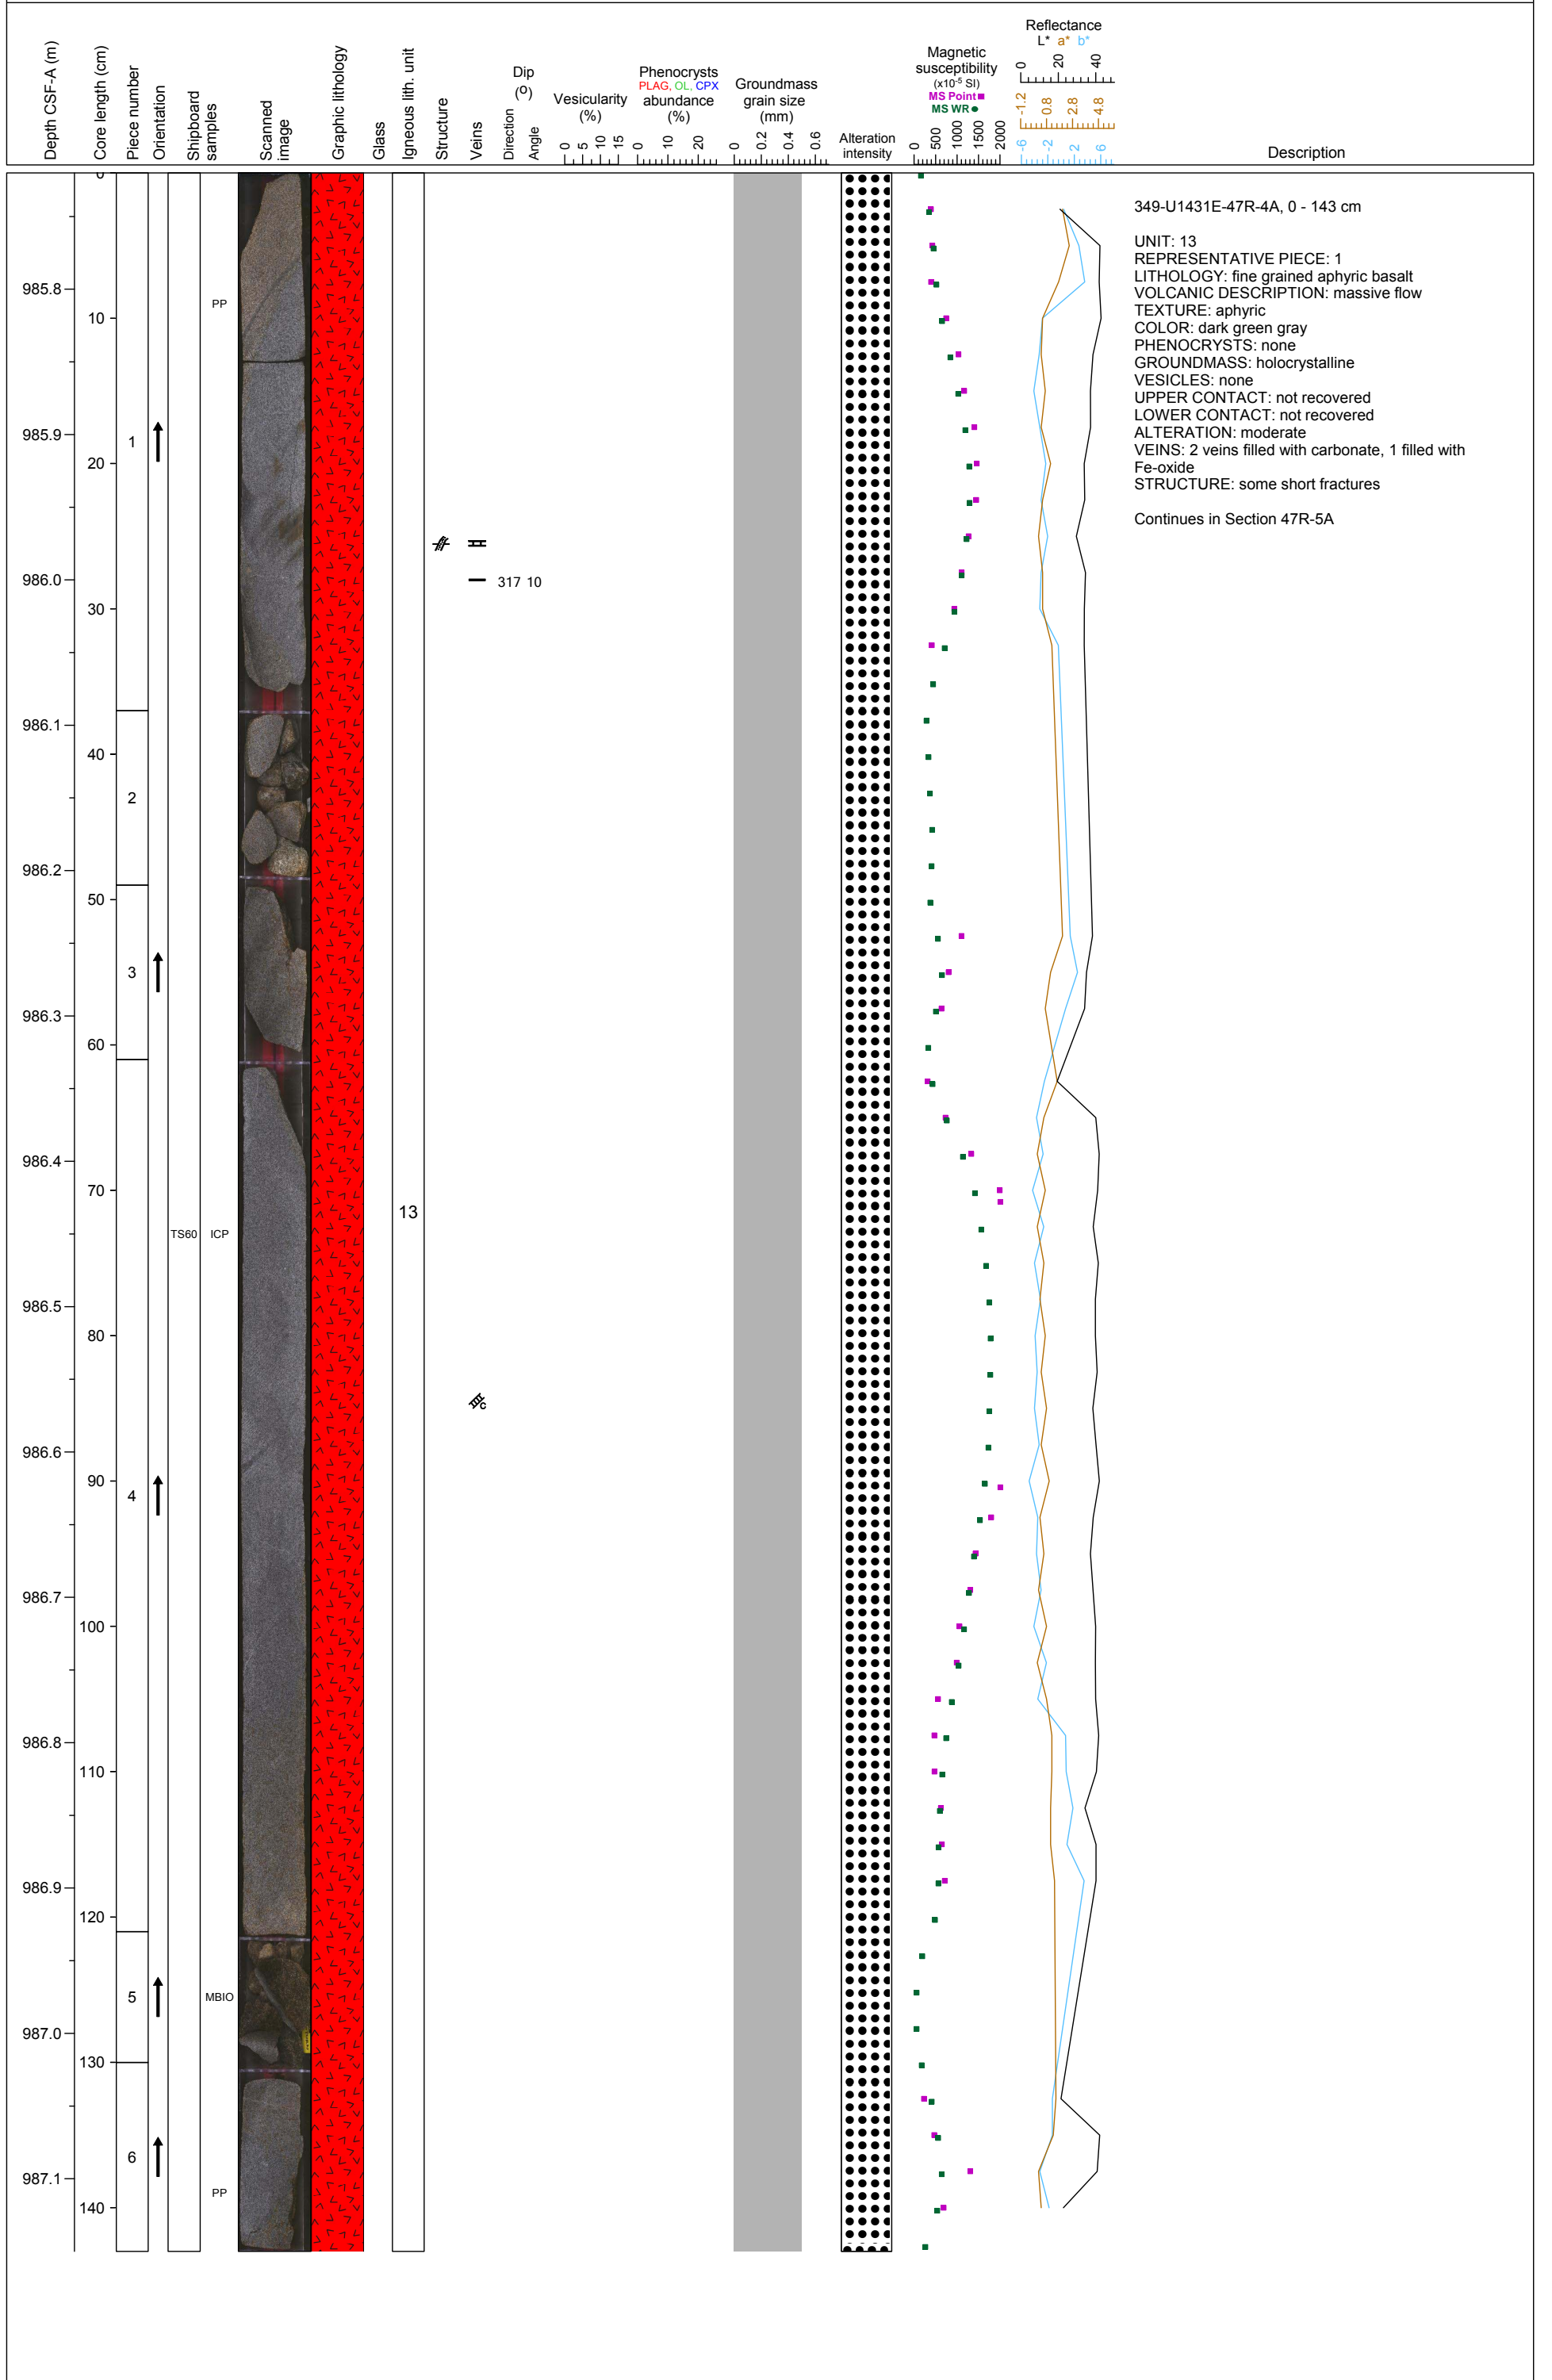 Depth CSF-A (m)
Core length (cm)
Piece number
Orientation
Shipboard
samples
Scanned
image
Graphic lithology
Glass
Igneous lith. unit
Structure
Veins
Dip
(o)
Direction
Angle
Vesicularity
(%)
0 5 10 15
Phenocrysts
PLAG, OL, CPX
abundance
(%)
0 10 20
Groundmass
grain size
(mm)
0 0.2 0.4 0.6
Alteration
intensity
Magnetic
susceptibility
(x10-5 SI)
MS Point
MS WR
0 500 1000 1500 2000
Reflectance
L* a* b*
0 20 40
-1.2 0.8 2.8 4.8
-6 -2 2 6
Description
0
349-U1431E-47R-4A, 0 - 143 cm
UNIT: 13
REPRESENTATIVE PIECE: 1
LITHOLOGY: fine grained aphyric basalt
VOLCANIC DESCRIPTION: massive flow
TEXTURE: aphyric
COLOR: dark green gray
PHENOCRYSTS: none
GROUNDMASS: holocrystalline
VESICLES: none
UPPER CONTACT: not recovered
LOWER CONTACT: not recovered
ALTERATION: moderate
VEINS: 2 veins filled with carbonate, 1 filled with
Fe-oxide
STRUCTURE: some short fractures
Continues in Section 47R-5A
985.8
PP
10
985.9
1
20
986.0
317 10
30
986.1
40
2
986.2
50
3
986.3
60
986.4
70
13
TS60 ICP
986.5
80
c
986.6
90
4
986.7
100
986.8
110
986.9
120
5
MBIO
987.0
130
6
987.1
PP
140